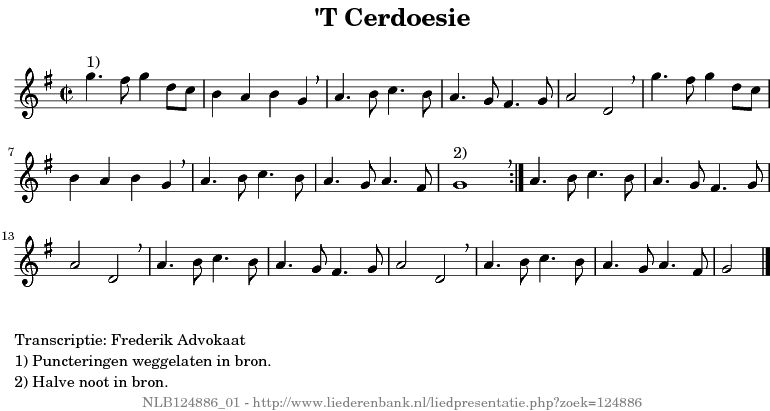 'T Cerdoesie
1)
7
2)
13
Transcriptie: Frederik Advokaat
1) Puncteringen weggelaten in bron.
2) Halve noot in bron.
NLB124886_01 - http://www.liederenbank.nl/liedpresentatie.php?zoek=124886